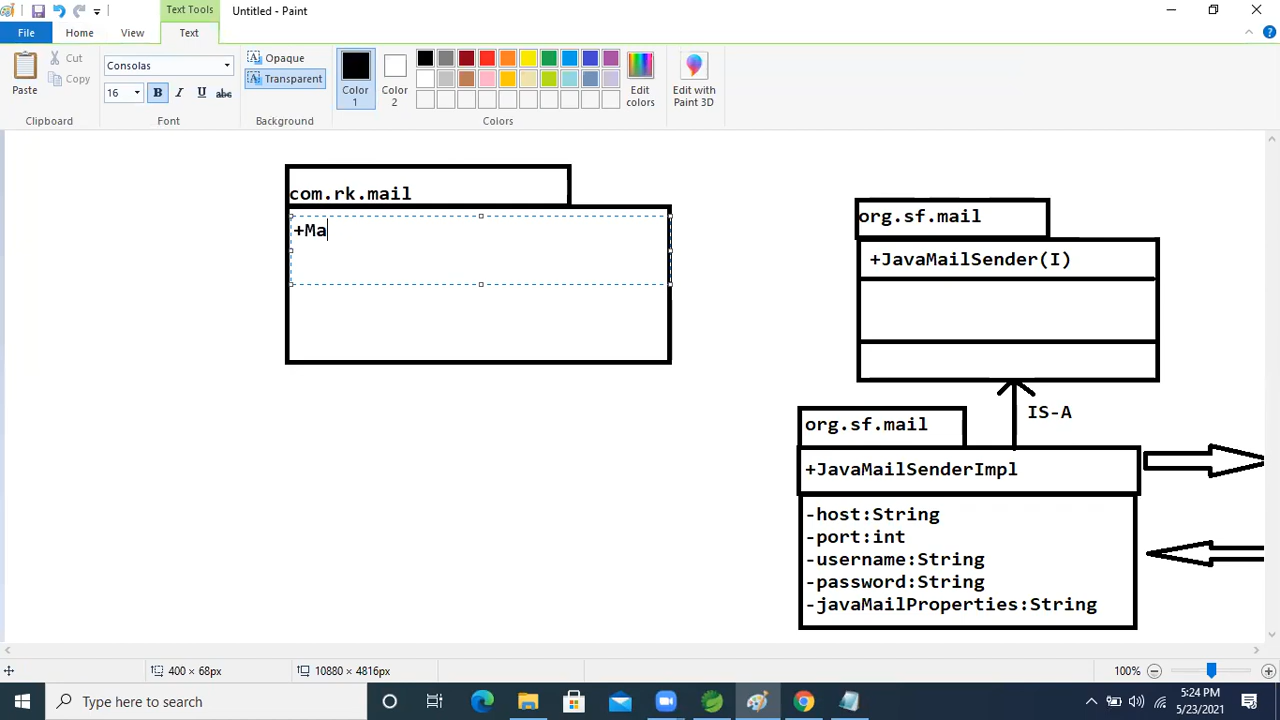 Text Tools
Untitled - Paint
File
Home
View
Text
Paste
Cut
Copy
Clipboard
Consolas
16
B
I
U
abc
Font
Opaque
Transparent
Background
Color 1
Color 2
Edit colors
Colors
Edit with Paint 3D
com.rk.mail
+Ma
org.sf.mail
+JavaMailSender(I)
IS-A
org.sf.mail
+JavaMailSenderImpl
-host:String
-port:int
-username:String
-password:String
-javaMailProperties:String
400 × 68px
10880 × 4816px
100%
Type here to search
5:24 PM
5/23/2021